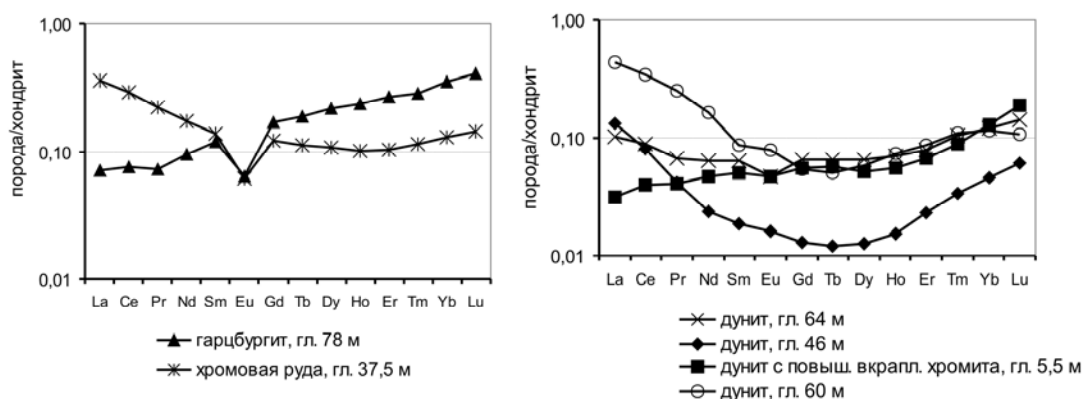 порода/хондрит
1,00
0,10
0,01
La Ce Pr Nd Sm Eu Gd Tb Dy Ho Er Tm Yb Lu
гарцбургит, гл. 78 м
хромовая руда, гл. 37,5 м
порода/хондрит
1,00
0,10
0,01
La Ce Pr Nd Sm Eu Gd Tb Dy Ho Er Tm Yb Lu
дунит, гл. 64 м
дунит, гл. 46 м
дунит с повыш. вкрапл. хромита, гл. 5,5 м
дунит, гл. 60 м